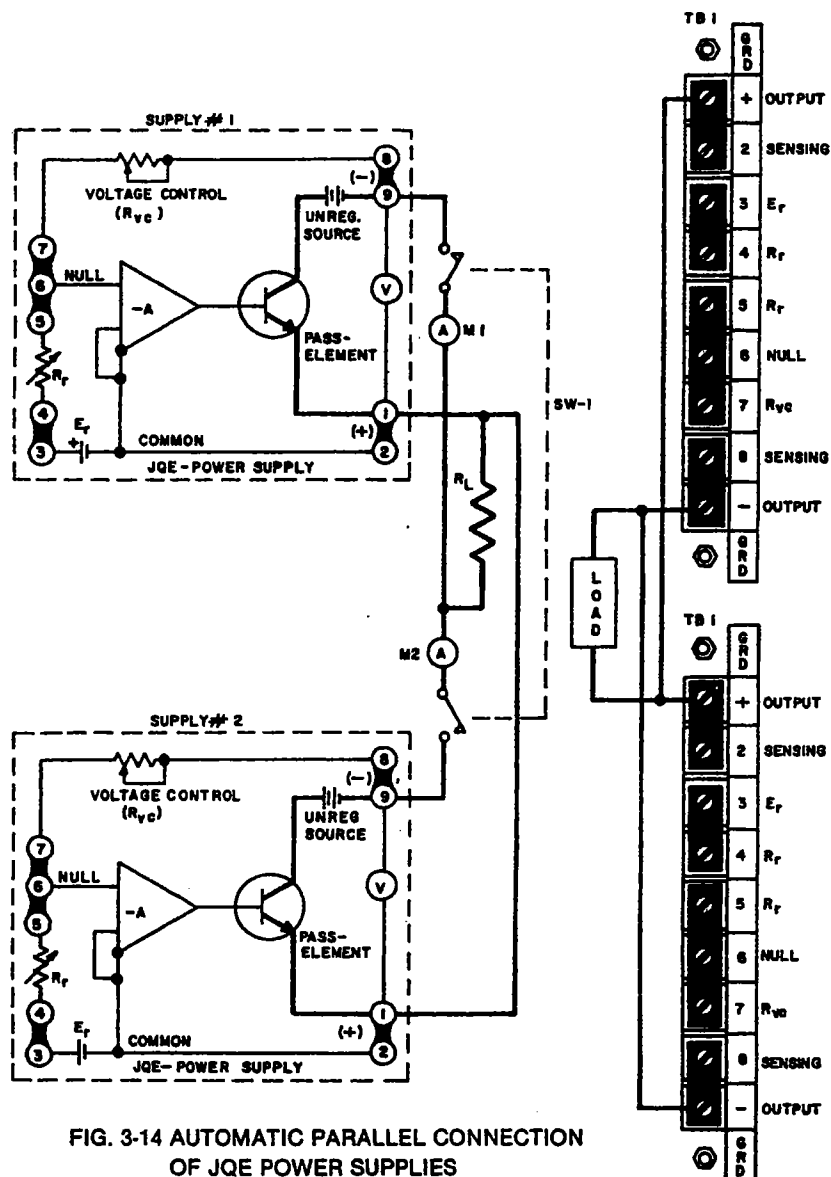 SUPPLY # 1
8
(-)
9
VOLTAGE CONTROL
(Rvc)
UNREG.
SOURCE
7
6
NULL
5
-A
V
PASS-
ELEMENT
Rr
4
Er
+
3
COMMON
1
(+)
2
JQE-POWER SUPPLY
A
M1
SW-1
RL
M2
A
SUPPLY # 2
8
(-)
9
VOLTAGE CONTROL
(Rvc)
UNREG
SOURCE
7
6
NULL
5
-A
V
PASS-
ELEMENT
Rr
4
Er
3
COMMON
1
(+)
2
JQE-POWER SUPPLY
TB 1
GRD
+ OUTPUT
2 SENSING
3 Er
4 Rr
5 Rr
6 NULL
7 Rvc
8 SENSING
- OUTPUT
GRD
LOAD
TB 1
GRD
+ OUTPUT
2 SENSING
3 Er
4 Rr
5 Rr
6 NULL
7 Rvc
8 SENSING
- OUTPUT
GRD
FIG. 3-14 AUTOMATIC PARALLEL CONNECTION
OF JQE POWER SUPPLIES